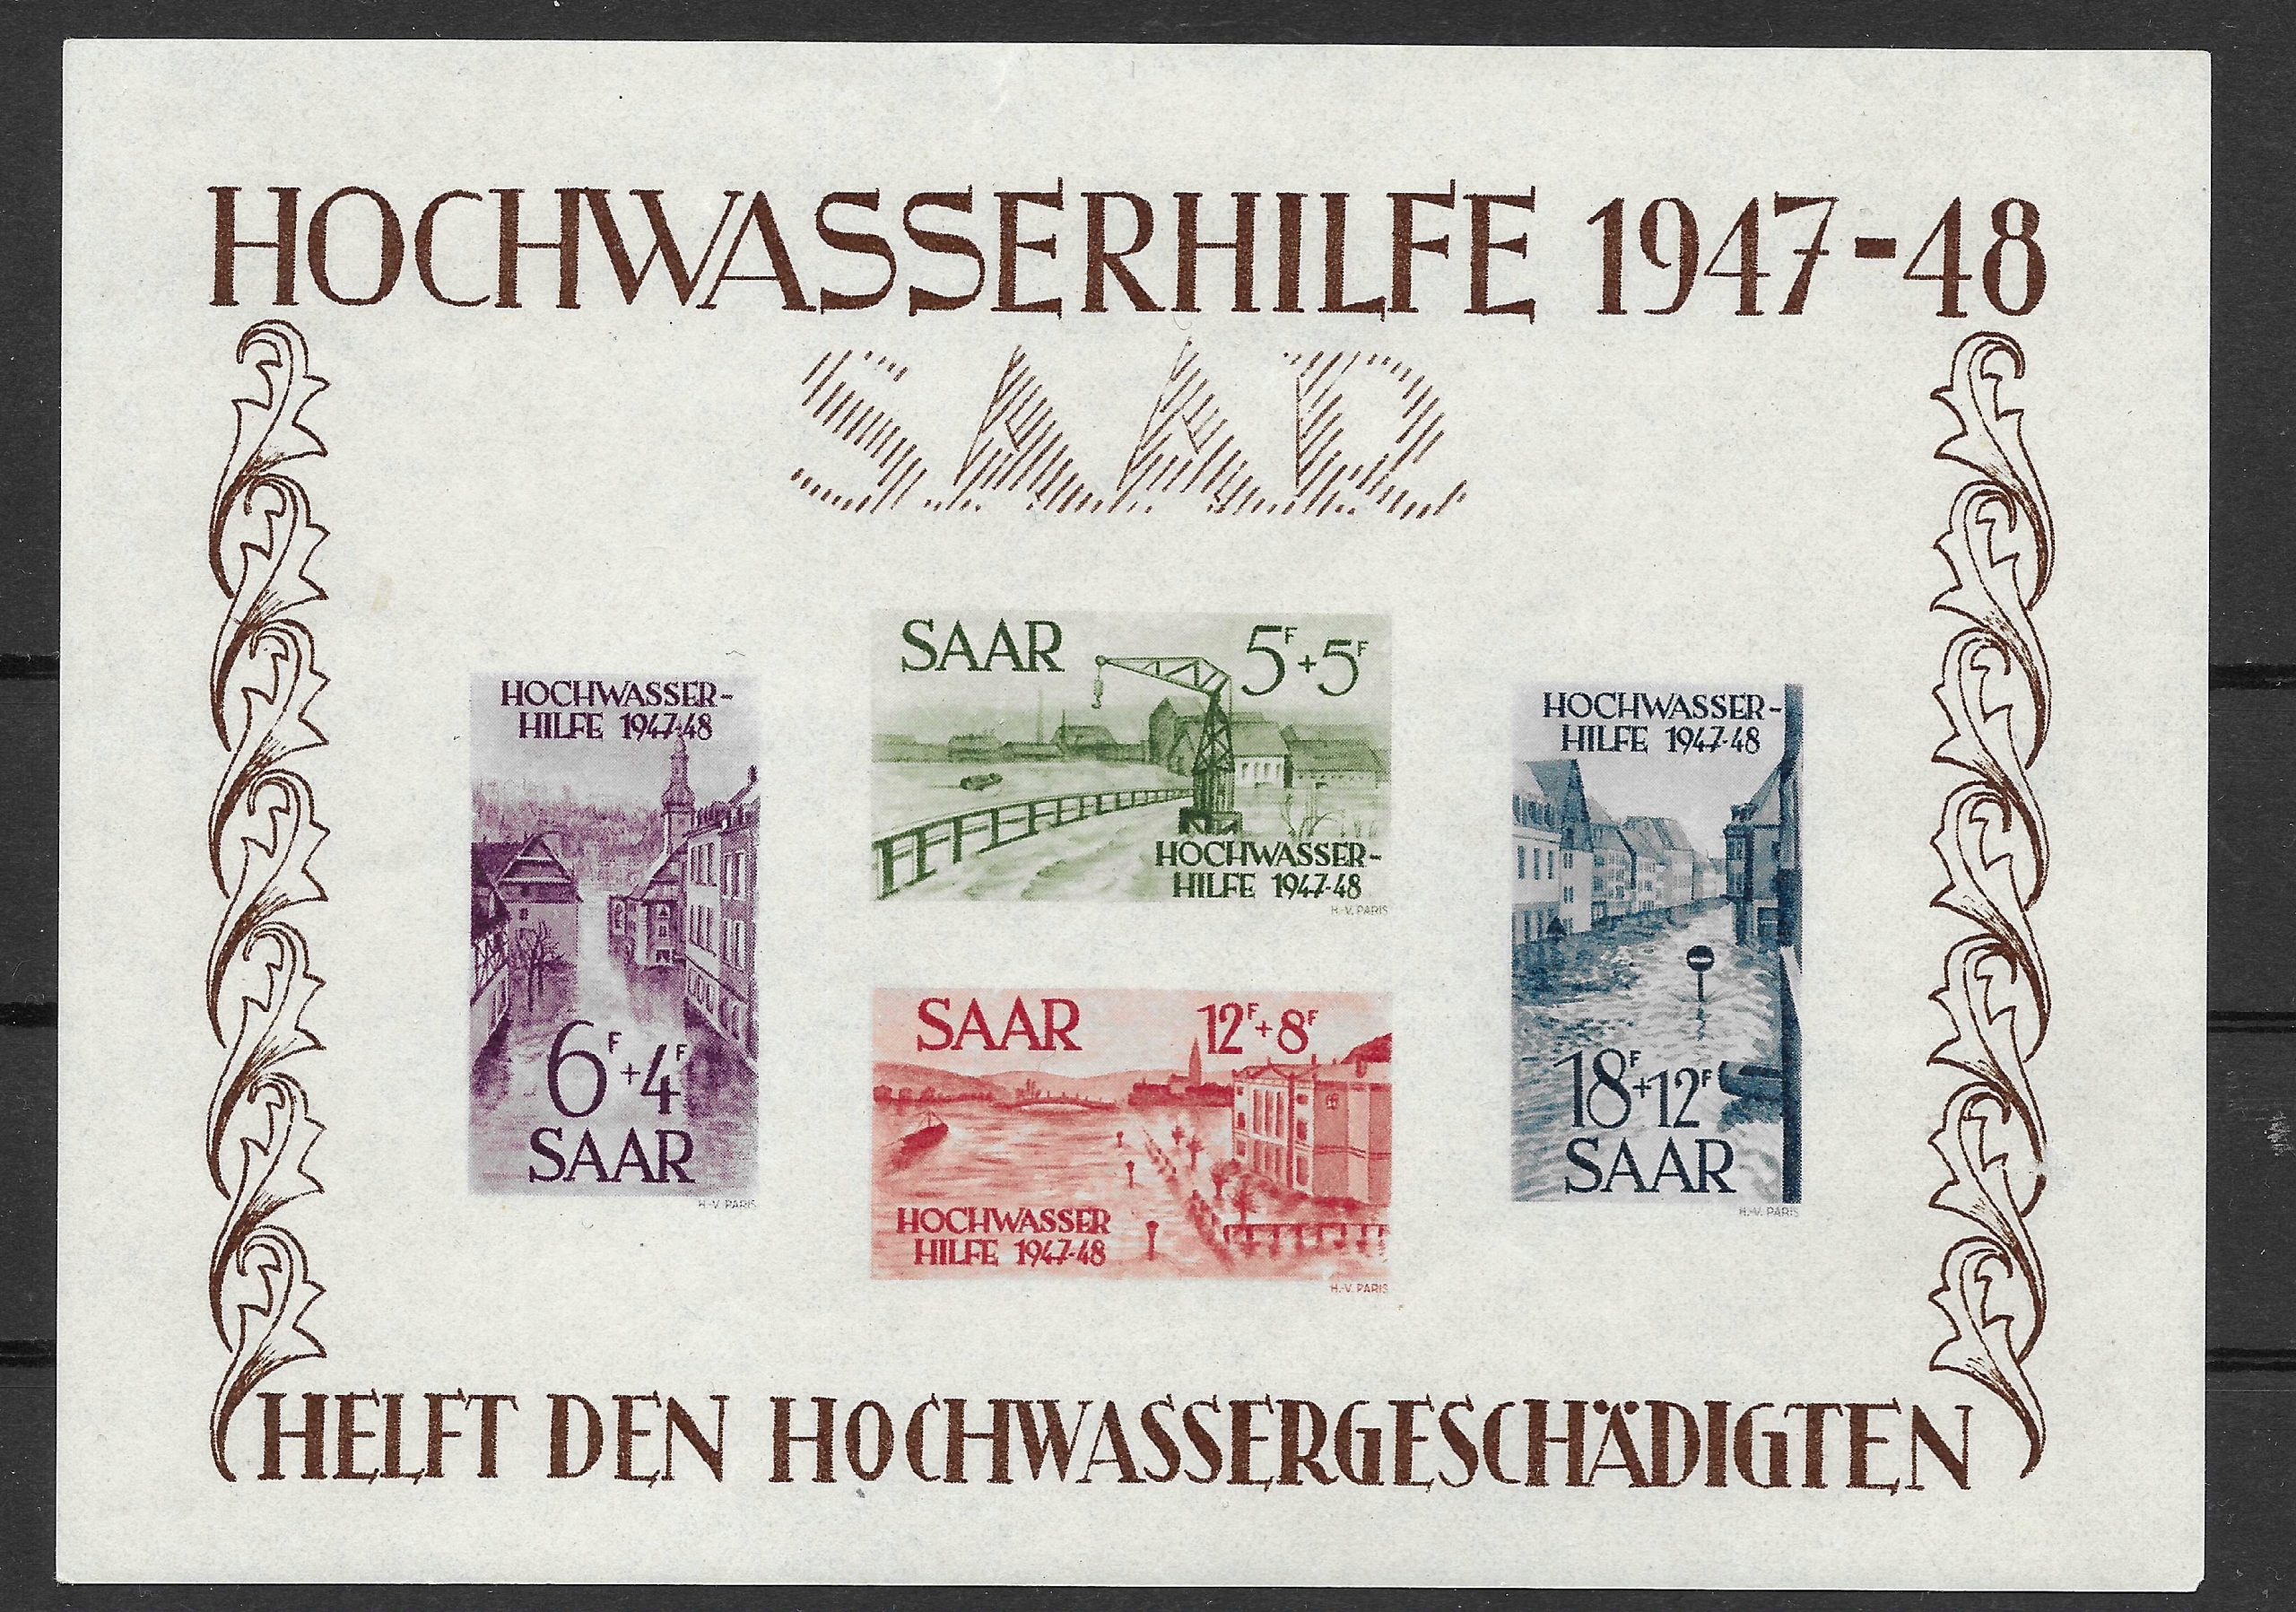 HOCHWASSERHILFE 1947-48
SAAR
HOCHWASSER-
HILFE 1947-48
6F+4F
SAAR
H.-V. PARIS
SAAR 5F+5F
HOCHWASSER-
HILFE 1947-48
H.-V. PARIS
SAAR 12F+8F
HOCHWASSER
HILFE 1947-48
H.-V. PARIS
HOCHWASSER-
HILFE 1947-48
18F+12F
SAAR
H.-V. PARIS
HELFT DEN HOCHWASSERGESCHÄDIGTEN